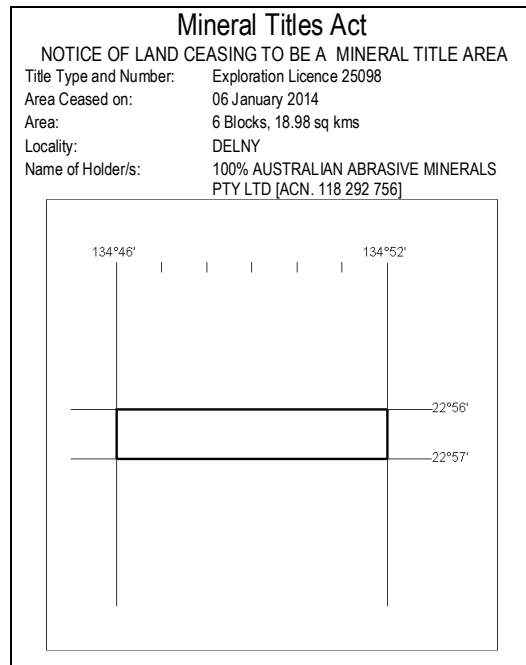 Mineral Titles Act
NOTICE OF LAND CEASING TO BE A MINERAL TITLE AREA
Title Type and Number: Exploration Licence 25098
Area Ceased on: 06 January 2014
Area: 6 Blocks, 18.98 sq kms
Locality: DELNY
Name of Holder/s: 100% AUSTRALIAN ABRASIVE MINERALS
PTY LTD [ACN. 118 292 756]
134°46' 134°52'
22°56'
22°57'